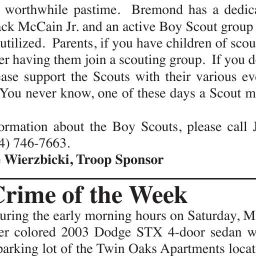 worthwhile pastime. Bremond has a dedica
ck McCain Jr. and an active Boy Scout group
utilized. Parents, if you have children of scou
er having them join a scouting group. If you d
ease support the Scouts with their various ev
You never know, one of these days a Scout m
ormation about the Boy Scouts, please call J
4) 746-7663.
Wierzbicki, Troop Sponsor
Crime of the Week
uring the early morning hours on Saturday, M
er colored 2003 Dodge STX 4-door sedan w
parking lot of the Twin Oaks Apartments locat